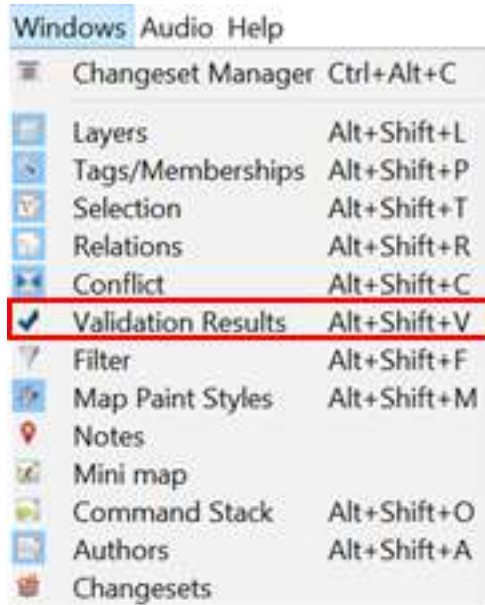 Windows Audio Help
Changeset Manager Ctrl+Alt+C
Layers Alt+Shift+L
Tags/Memberships Alt+Shift+P
Selection Alt+Shift+T
Relations Alt+Shift+R
Conflict Alt+Shift+C
Validation Results Alt+Shift+V
Filter Alt+Shift+F
Map Paint Styles Alt+Shift+M
Notes
Mini map
Command Stack Alt+Shift+O
Authors Alt+Shift+A
Changesets